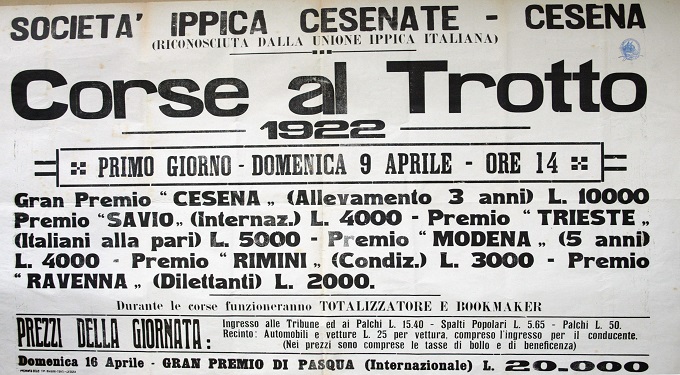 SOCIETA' IPPICA CESENATE - CESENA
(RICONOSCIUTA DALLA UNIONE IPPICA ITALIANA)
Corse al Trotto
1922
PRIMO GIORNO - DOMENICA 9 APRILE - ORE 14
Gran Premio "CESENA„ (Allevamento 3 anni) L. 10000
Premio "SAVIO„ (Internaz.) L. 4000 - Premio "TRIESTE„
(Italiani alla pari) L. 5000 - Premio "MODENA„ (5 anni)
L. 4000 - Premio "RIMINI„ (Condiz.) L. 3000 - Premio
"RAVENNA„ (Dilettanti) L. 2000.
Durante le corse funzioneranno TOTALIZZATORE E BOOKMAKER
PREZZI DELLA GIORNATA:
Ingresso alle Tribune ed ai Palchi L. 15.40 - Spalti Popolari L. 5.65 - Palchi L. 50.
Recinto: Automobili e vetture L. 25 per vettura, compreso l'ingresso per il conducente.
(Nei prezzi sono comprese le tasse di bollo e di beneficenza)
Domenica 16 Aprile - GRAN PREMIO DI PASQUA (Internazionale) L. 20.000